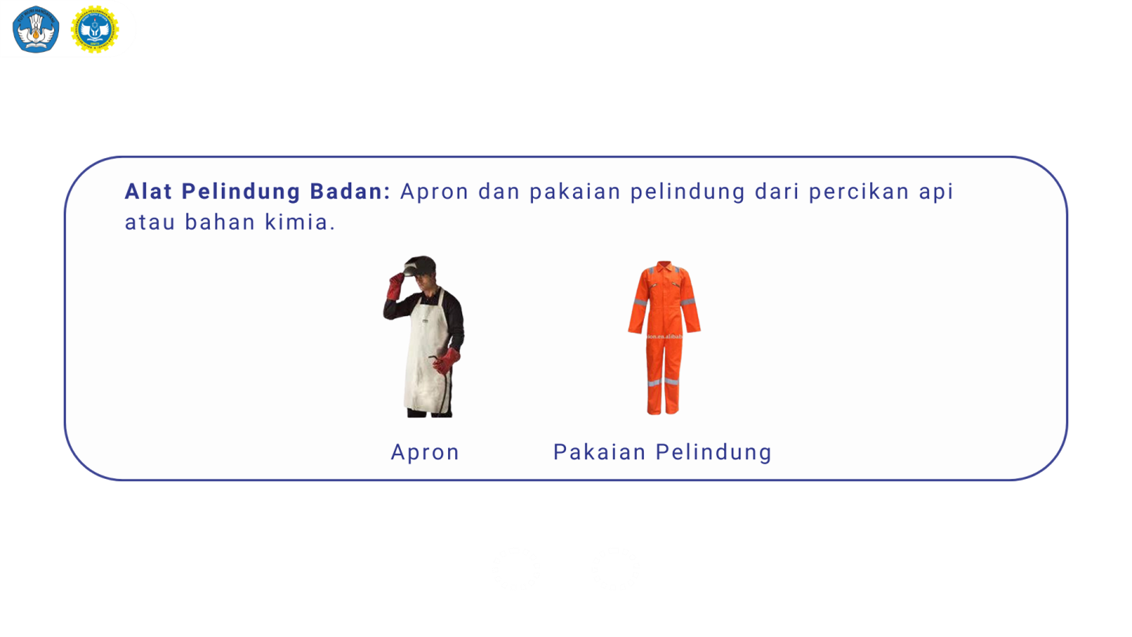 Alat Pelindung Badan: Apron dan pakaian pelindung dari percikan api
atau bahan kimia.
Apron
Pakaian Pelindung